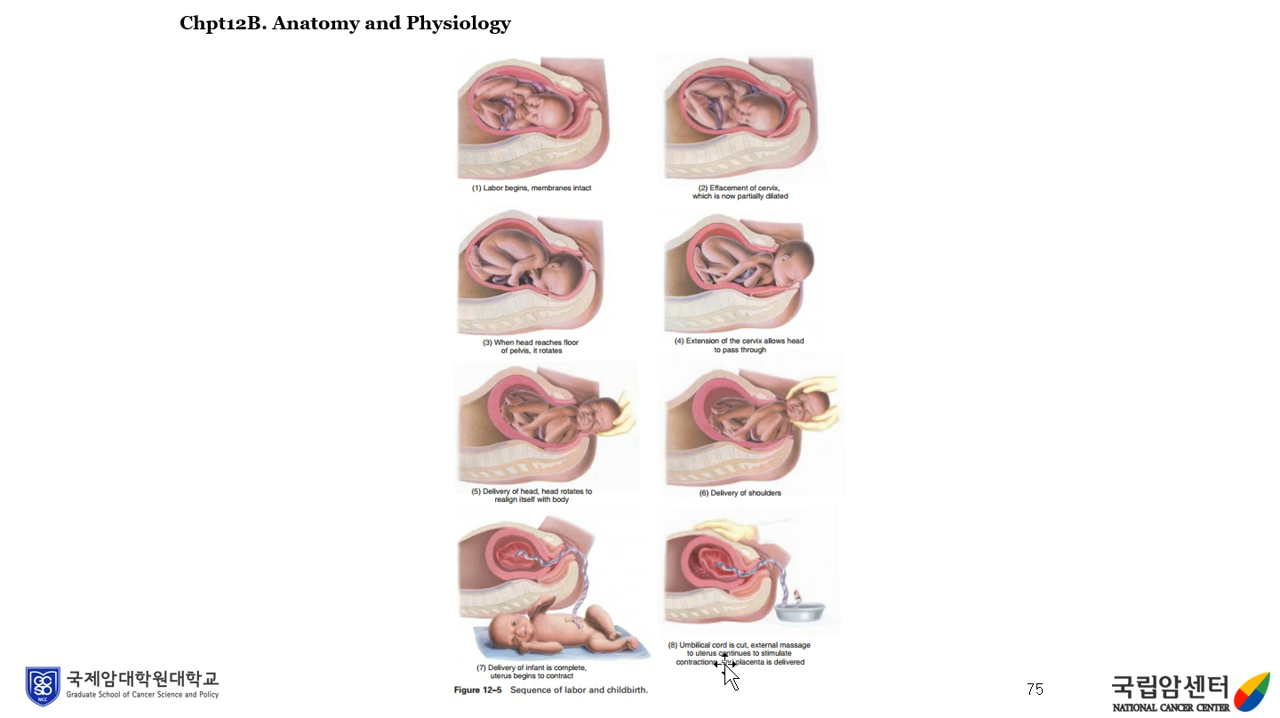 Chpt12B. Anatomy and Physiology
(1) Labor begins, membranes intact
(2) Effacement of cervix,
which is now partially dilated
(3) When head reaches floor
of pelvis, it rotates
(4) Extension of the cervix allows head
to pass through
(5) Delivery of head, head rotates to
realign itself with body
(6) Delivery of shoulders
(7) Delivery of infant is complete,
uterus begins to contract
(8) Umbilical cord is cut, external massage
to uterus continues to stimulate
contractions, and placenta is delivered
Figure 12–5 Sequence of labor and childbirth.
NCC
국제암대학원대학교
Graduate School of Cancer Science and Policy
75
국립암센터
NATIONAL CANCER CENTER